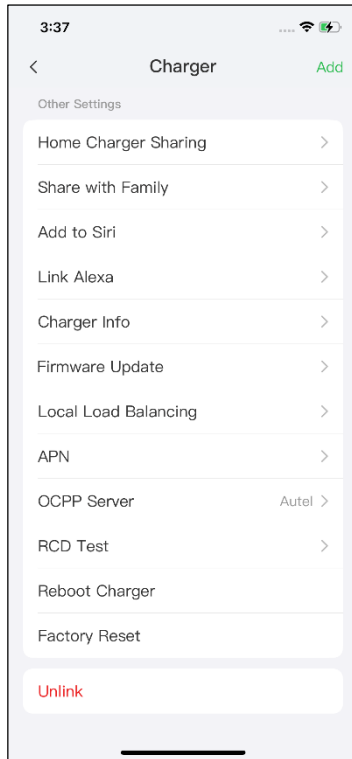 3:37
Charger
Add
Other Settings
Home Charger Sharing
Share with Family
Add to Siri
Link Alexa
Charger Info
Firmware Update
Local Load Balancing
APN
OCPP Server Autel
RCD Test
Reboot Charger
Factory Reset
Unlink